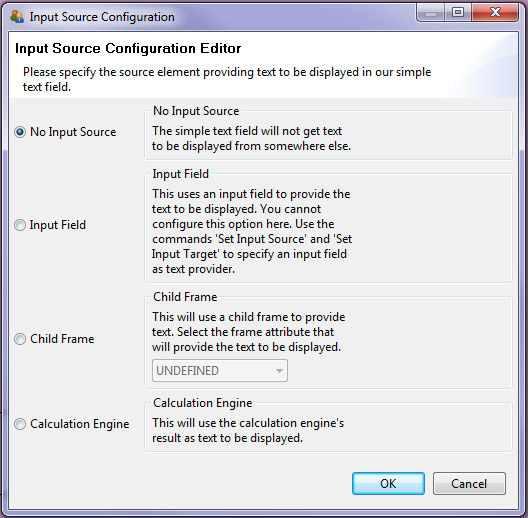 Input Source Configuration
Input Source Configuration Editor
Please specify the source element providing text to be displayed in our simple
text field.
No Input Source
No Input Source
The simple text field will not get text
to be displayed from somewhere else.
Input Field
Input Field
This uses an input field to provide the
text to be displayed. You cannot
configure this option here. Use the
commands 'Set Input Source' and 'Set
Input Target' to specify an input field
as text provider.
Child Frame
Child Frame
This will use a child frame to provide
text. Select the frame attribute that
will provide the text to be displayed.
UNDEFINED
Calculation Engine
Calculation Engine
This will use the calculation engine's
result as text to be displayed.
OK
Cancel